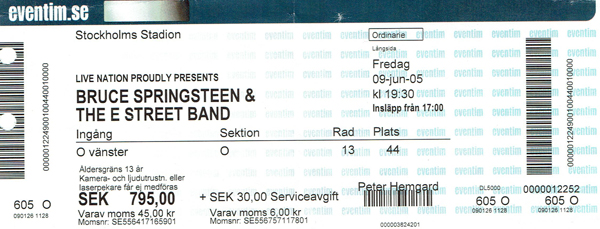 eventim.se
Stockholms Stadion
Ordinarie
Långsida
Fredag
09-jun-05
kl 19:30
Insläpp från 17:00
LIVE NATION PROUDLY PRESENTS
BRUCE SPRINGSTEEN &
THE E STREET BAND
Ingång Sektion Rad Plats
O vänster O 13 44
Åldersgräns 13 år
Kamera- och ljudutrustn. eller
laserpekare får ej medföras
SEK 795,00 + SEK 30,00 Serviceavgift
Varav moms 45,00 kr Varav moms 6,00 kr
Momsnr: SE556417165901 Momsnr: SE556757117801
Peter Hemgard
DL5000 0000012252
605 O
090126 1128
605 O
090126 1128
605 O
090126 1128
0000003824201
0000012249001004400010
0000012249001004400010